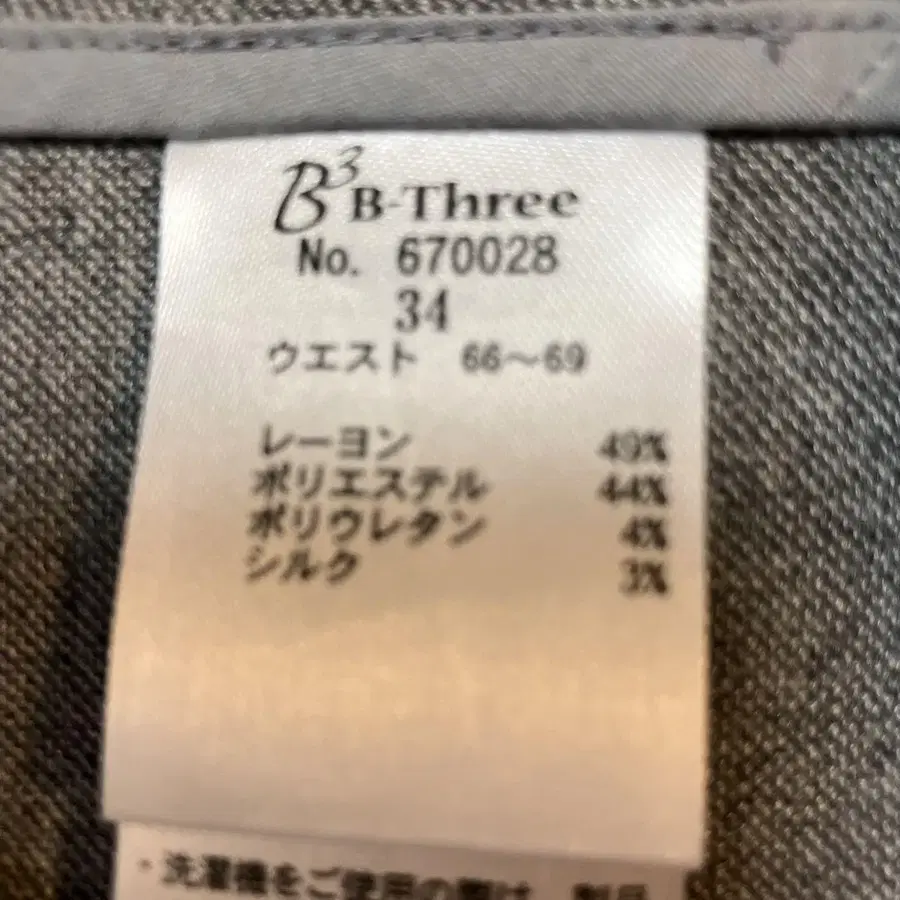 B3 B-Three
No. 670028
34
ウエスト 66～69
レーヨン 49%
ポリエステル 44%
ポリウレタン 4%
シルク 3%
・洗濯機をご使用の際は、製品